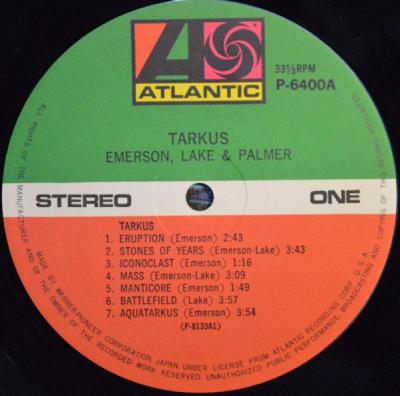 ATLANTIC
33⅓RPM
P-6400A
TARKUS
EMERSON, LAKE & PALMER
STEREO ONE
TARKUS
1. ERUPTION (Emerson) 2:43
2. STONES OF YEARS (Emerson-Lake) 3:43
3. ICONOCLAST (Emerson) 1:16
4. MASS (Emerson-Lake) 3:09
5. MANTICORE (Emerson) 1:49
6. BATTLEFIELD (Lake) 3:57
7. AQUATARKUS (Emerson) 3:54
(P-8133A1)
MADE BY WARNER-PIONEER CORPORATION, JAPAN, UNDER LICENSE FROM ATLANTIC RECORDING CORP. U.S.A.
ALL RIGHTS OF THE MANUFACTURER AND OF THE OWNER OF THE RECORDED WORK RESERVED. UNAUTHORIZED PUBLIC PERFORMANCE, BROADCASTING AND COPYING OF THIS RECORD PROHIBITED.